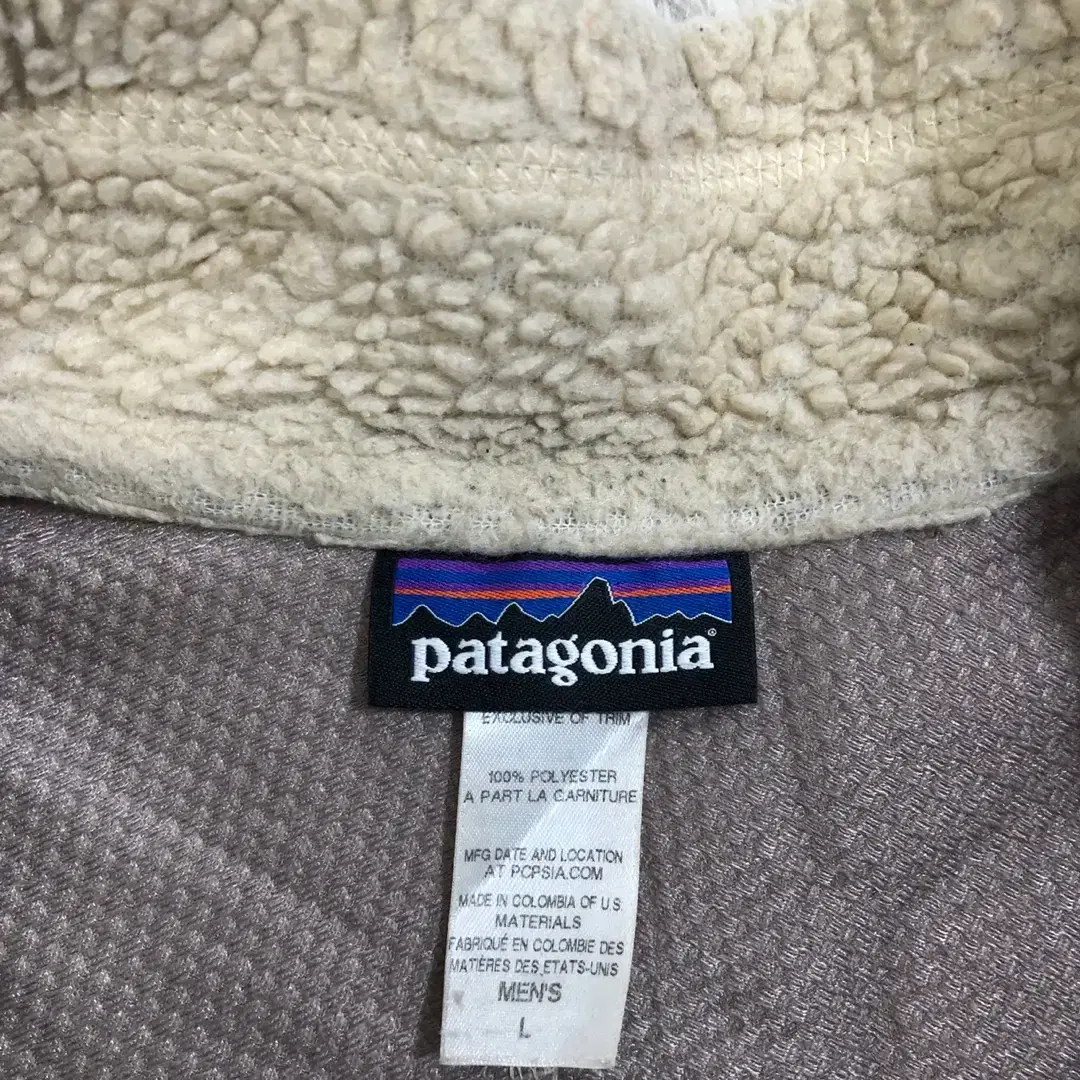 patagonia®
EXCLUSIVE OF TRIM
100% POLYESTER
A PART LA GARNITURE
MFG DATE AND LOCATION
AT PCPSIA.COM
MADE IN COLOMBIA OF U.S.
MATERIALS
FABRIQUÉ EN COLOMBIE DES
MATIÈRES DES ETATS-UNIS
MEN'S
L